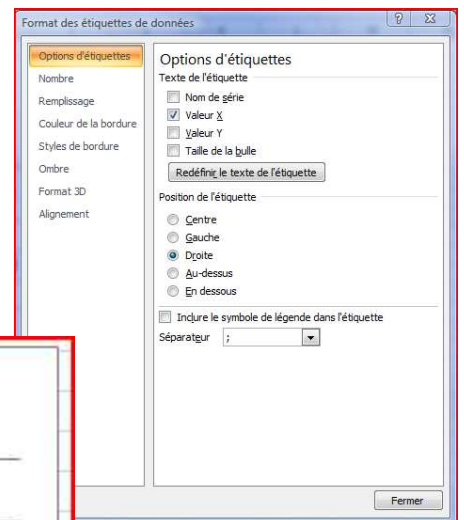 Format des étiquettes de données
Options d'étiquettes
Nombre
Remplissage
Couleur de la bordure
Styles de bordure
Ombre
Format 3D
Alignement
Options d'étiquettes
Texte de l'étiquette
Nom de série
Valeur X
Valeur Y
Taille de la bulle
Redéfinir le texte de l'étiquette
Position de l'étiquette
Centre
Gauche
Droite
Au-dessus
En dessous
Inclure le symbole de légende dans l'étiquette
Séparateur ;
Fermer